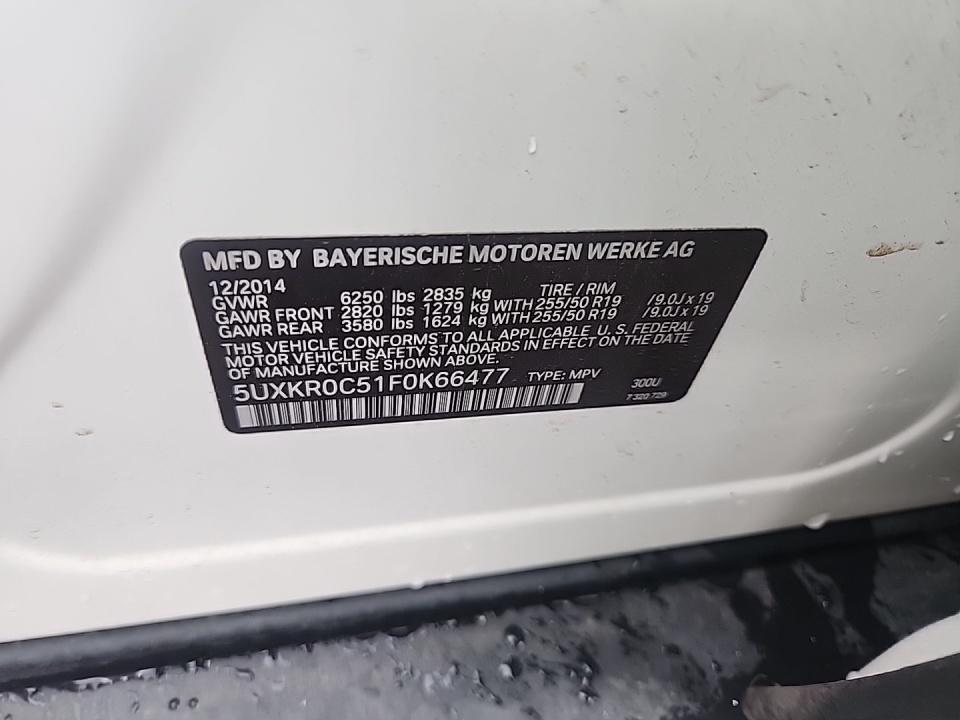 MFD BY BAYERISCHE MOTOREN WERKE AG
12/2014 TIRE / RIM
GVWR 6250 lbs 2835 kg
GAWR FRONT 2820 lbs 1279 kg WITH 255/50 R19 /9.0J x 19
GAWR REAR 3580 lbs 1624 kg WITH 255/50 R19 /9.0J x 19
THIS VEHICLE CONFORMS TO ALL APPLICABLE U.S. FEDERAL
MOTOR VEHICLE SAFETY STANDARDS IN EFFECT ON THE DATE
OF MANUFACTURE SHOWN ABOVE.
5UXKR0C51F0K66477 TYPE: MPV 300U
7 320 729